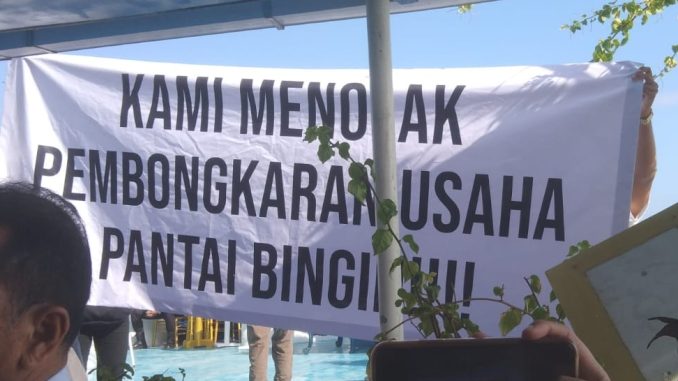 KAMI MENOLAK
PEMBONGKARAN USAHA
PANTAI BINGIN!!!